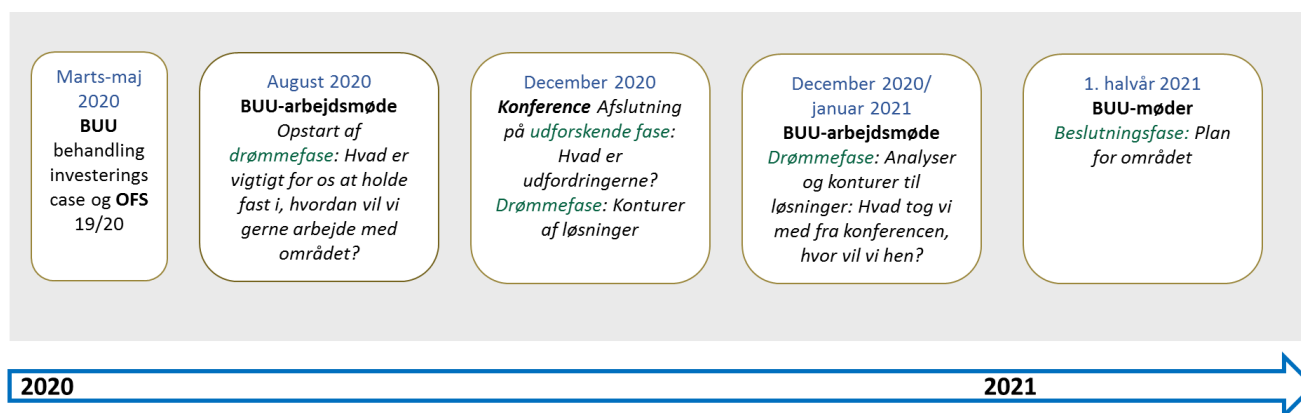 Marts-maj
2020
BUU
behandling
investerings
case og OFS
19/20
August 2020
BUU-arbejdsmøde
Opstart af
drømmefase: Hvad er
vigtigt for os at holde
fast i, hvordan vil vi
gerne arbejde med
området?
December 2020
Konference Afslutning
på udforskende fase:
Hvad er
udfordringerne?
Drømmefase: Konturer
af løsninger
December 2020/
januar 2021
BUU-arbejdsmøde
Drømmefase: Analyser
og konturer til
løsninger: Hvad tog vi
med fra konferencen,
hvor vil vi hen?
1. halvår 2021
BUU-møder
Beslutningsfase: Plan
for området
2020
2021